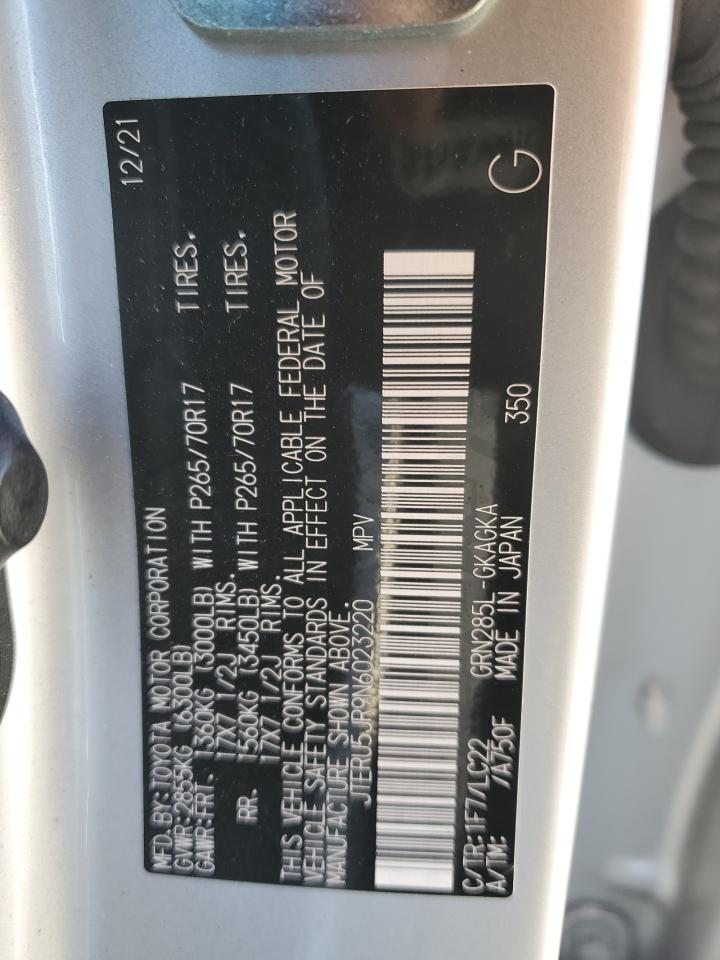 MFD.BY:TOYOTA MOTOR CORPORATION 12/21
GVWR:2855KG (6300LB)
GAWR:FRT. 1360KG (3000LB) WITH P265/70R17 TIRES.
17X7 1/2J RIMS.
RR. 1560KG (3450LB) WITH P265/70R17 TIRES.
17X7 1/2J RIMS.
THIS VEHICLE CONFORMS TO ALL APPLICABLE FEDERAL MOTOR
VEHICLE SAFETY STANDARDS IN EFFECT ON THE DATE OF
MANUFACTURE SHOWN ABOVE.
JTERU5JR9N6023220 MPV
C/TR:1F7/LC22 GRN285L-GKAGKA 350
A/TM: /A750F MADE IN JAPAN G